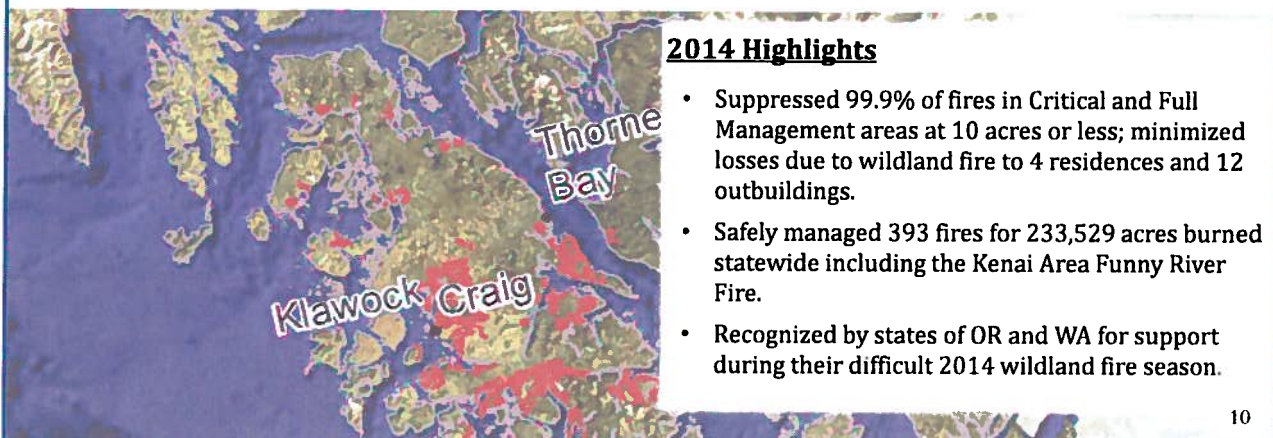 2014 Highlights
• Suppressed 99.9% of fires in Critical and Full
Management areas at 10 acres or less; minimized
losses due to wildland fire to 4 residences and 12
outbuildings.
• Safely managed 393 fires for 233,529 acres burned
statewide including the Kenai Area Funny River
Fire.
• Recognized by states of OR and WA for support
during their difficult 2014 wildland fire season.
Thorne
Bay
Klawock Craig
10